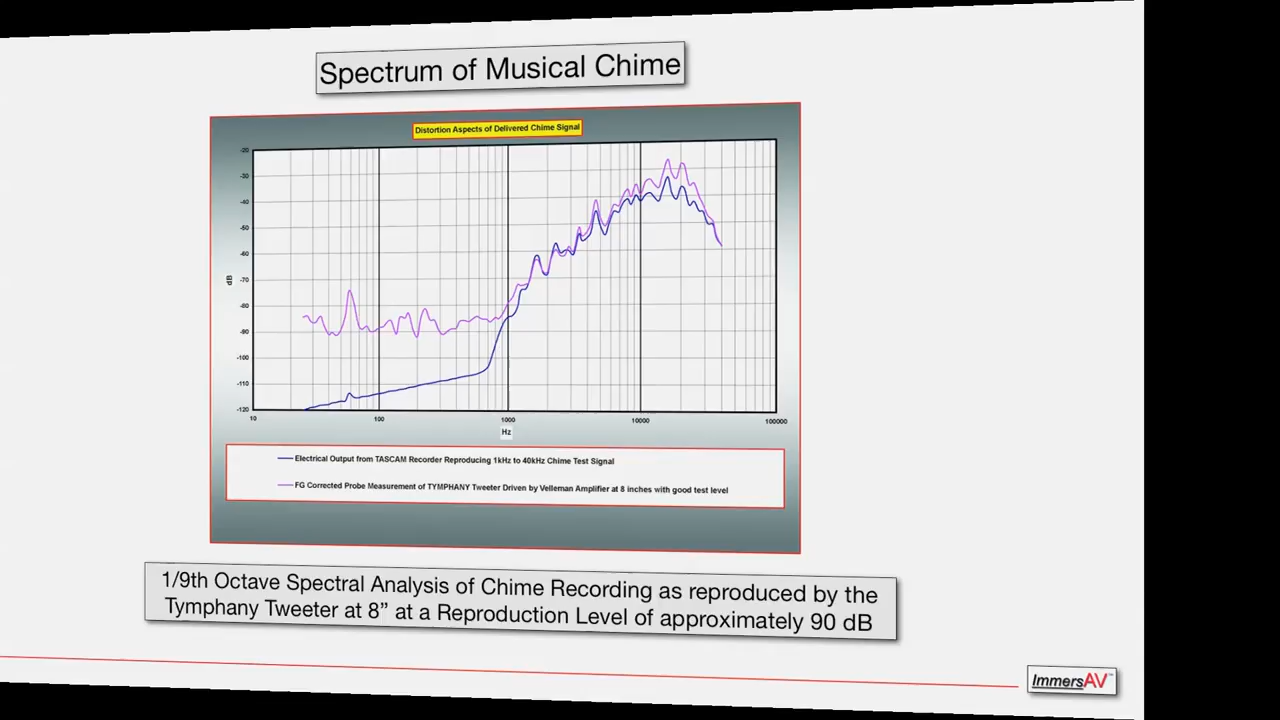 Spectrum of Musical Chime
Distortion Aspects of Delivered Chime Signal
-20
-30
-40
-50
-60
-70
-80
-90
-100
-110
-120
dB
10
100
1000
10000
100000
Hz
Electrical Output from TASCAM Recorder Reproducing 1kHz to 40kHz Chime Test Signal
FG Corrected Probe Measurement of TYMPHANY Tweeter Driven by Velleman Amplifier at 8 inches with good test level
1/9th Octave Spectral Analysis of Chime Recording as reproduced by the
Tymphany Tweeter at 8” at a Reproduction Level of approximately 90 dB
ImmersAV™